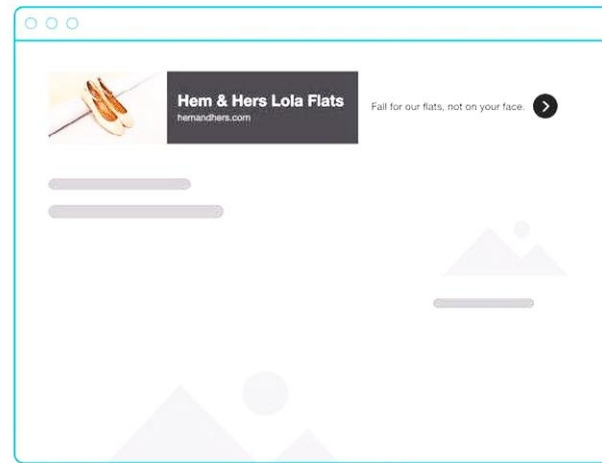 Hem & Hers Lola Flats
hemandhers.com
Fall for our flats, not on your face.